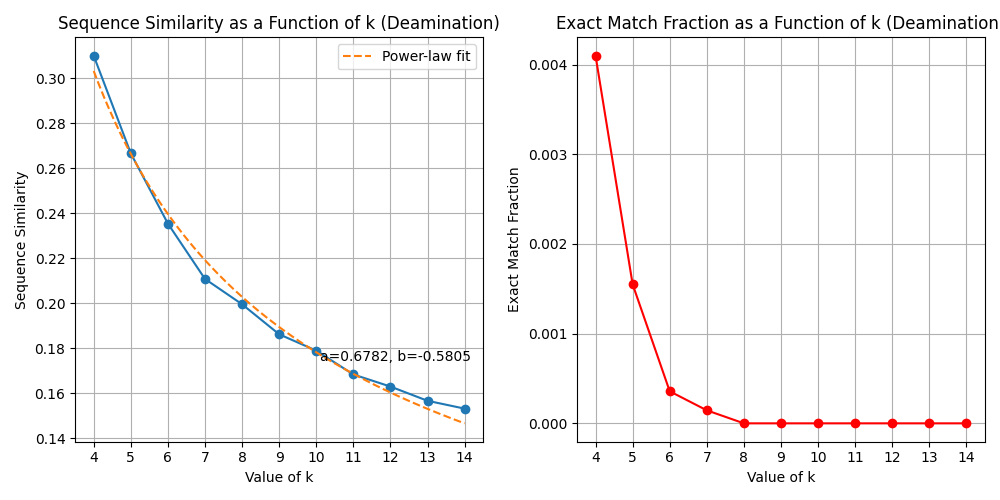 Sequence Similarity as a Function of k (Deamination)
Power-law fit
a=0.6782, b=-0.5805
Sequence Similarity
0.30
0.28
0.26
0.24
0.22
0.20
0.18
0.16
0.14
4 5 6 7 8 9 10 11 12 13 14
Value of k
Exact Match Fraction as a Function of k (Deamination
Exact Match Fraction
0.004
0.003
0.002
0.001
0.000
4 5 6 7 8 9 10 11 12 13 14
Value of k